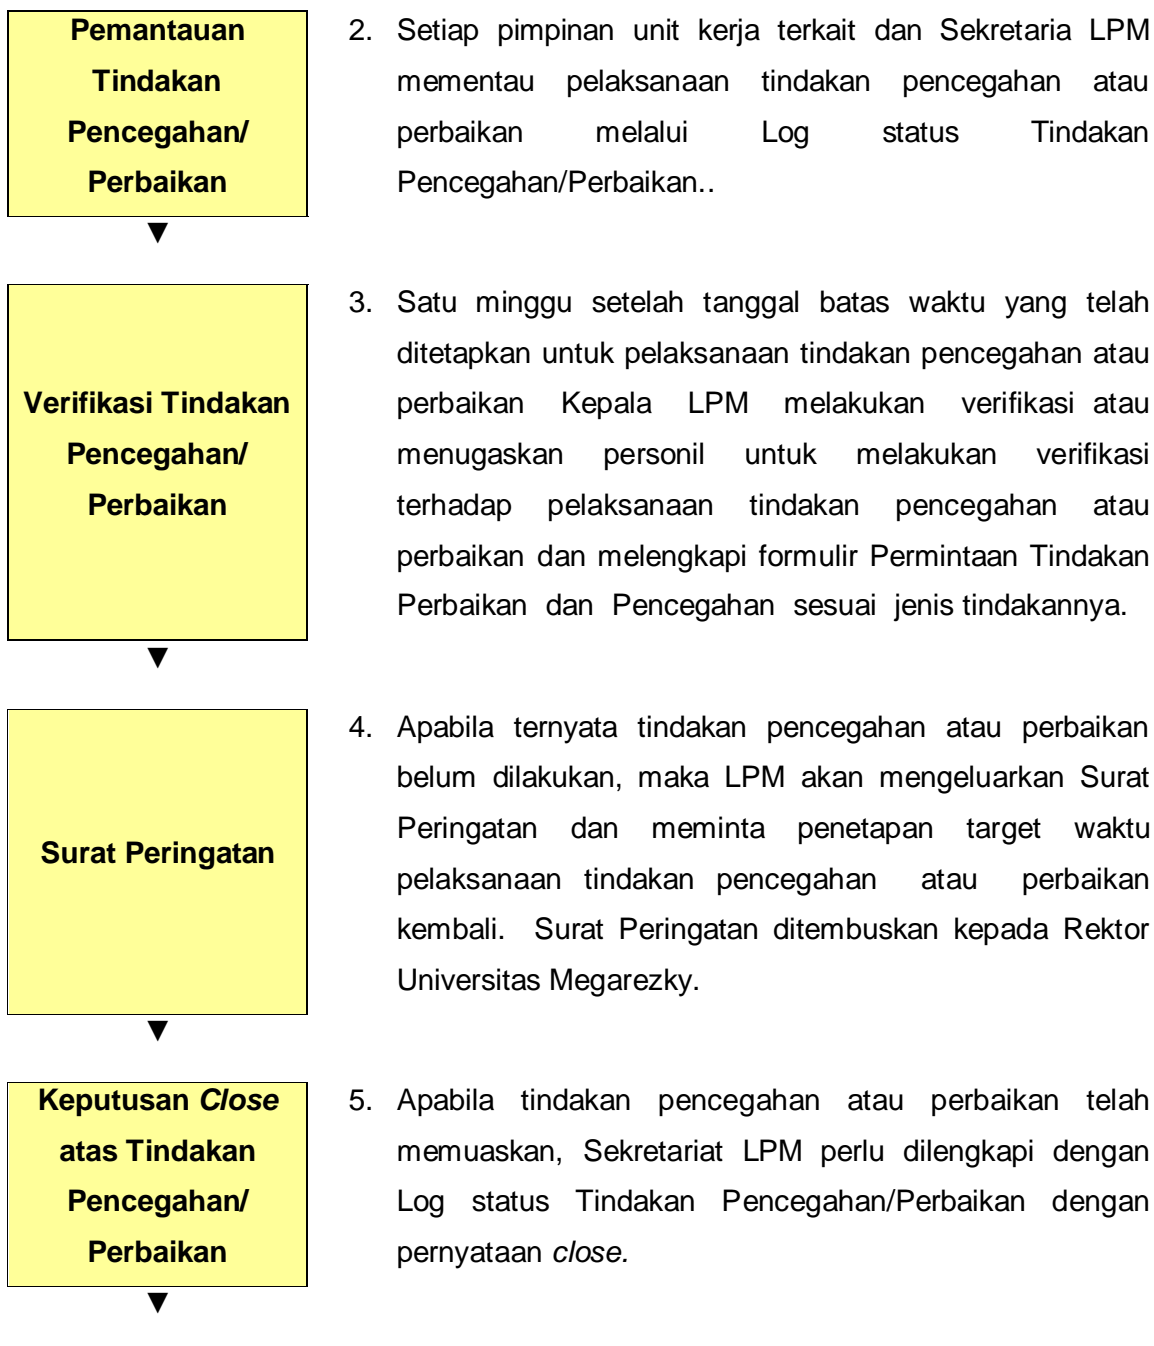 Pemantauan
Tindakan
Pencegahan/
Perbaikan
▼
2. Setiap pimpinan unit kerja terkait dan Sekretaria LPM
mementau pelaksanaan tindakan pencegahan atau
perbaikan melalui Log status Tindakan
Pencegahan/Perbaikan..
Verifikasi Tindakan
Pencegahan/
Perbaikan
▼
3. Satu minggu setelah tanggal batas waktu yang telah
ditetapkan untuk pelaksanaan tindakan pencegahan atau
perbaikan Kepala LPM melakukan verifikasi atau
menugaskan personil untuk melakukan verifikasi
terhadap pelaksanaan tindakan pencegahan atau
perbaikan dan melengkapi formulir Permintaan Tindakan
Perbaikan dan Pencegahan sesuai jenis tindakannya.
Surat Peringatan
▼
4. Apabila ternyata tindakan pencegahan atau perbaikan
belum dilakukan, maka LPM akan mengeluarkan Surat
Peringatan dan meminta penetapan target waktu
pelaksanaan tindakan pencegahan atau perbaikan
kembali. Surat Peringatan ditembuskan kepada Rektor
Universitas Megarezky.
Keputusan Close
atas Tindakan
Pencegahan/
Perbaikan
▼
5. Apabila tindakan pencegahan atau perbaikan telah
memuaskan, Sekretariat LPM perlu dilengkapi dengan
Log status Tindakan Pencegahan/Perbaikan dengan
pernyataan close.